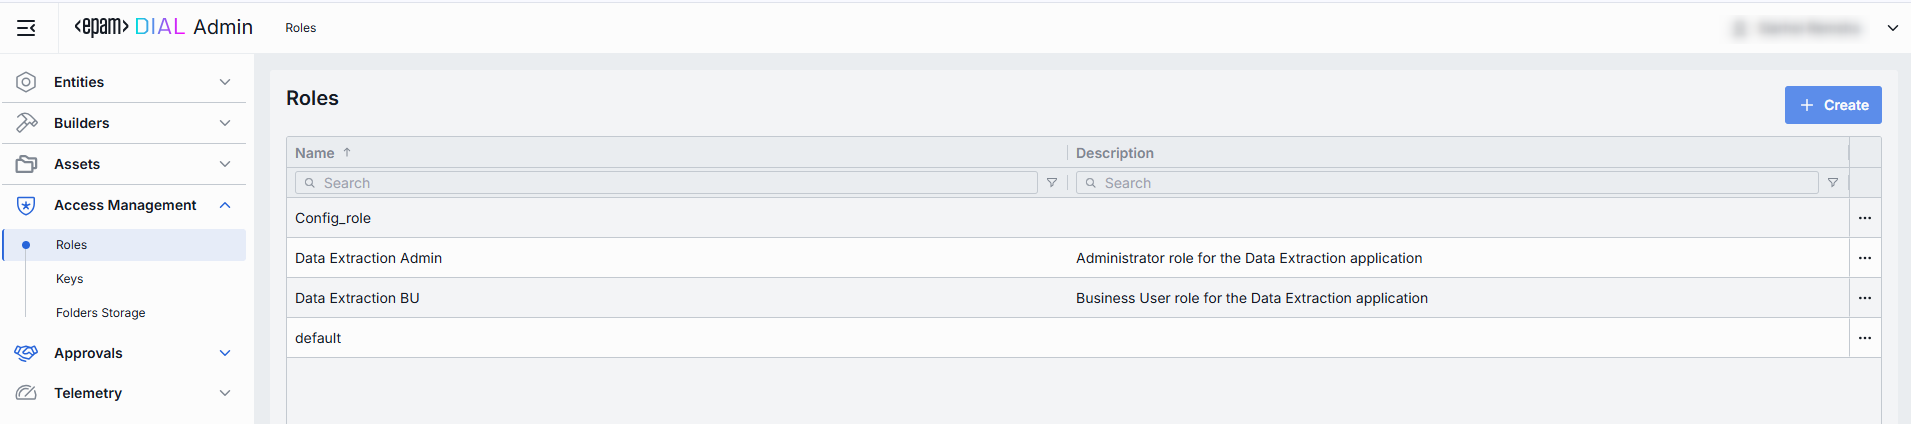 <epam> DIAL Admin
Roles
Entities
Builders
Assets
Access Management
Roles
Keys
Folders Storage
Approvals
Telemetry
Roles
Create
Name Description
Search Search
Config_role
Data Extraction Admin Administrator role for the Data Extraction application
Data Extraction BU Business User role for the Data Extraction application
default